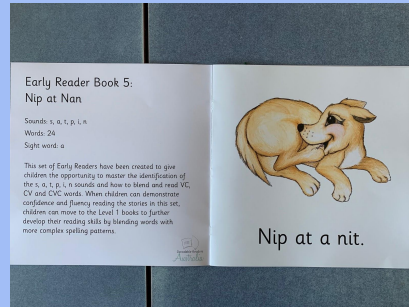 Early Reader Book 5:
Nip at Nan
Sounds: s, a, t, p, i, n
Words: 24
Sight word: a
This set of Early Readers have been created to give
children the opportunity to master the identification of
the s, a, t, p, i, n sounds and how to blend and read VC,
CV and CVC words. When children can demonstrate
confidence and fluency reading the stories in this set,
children can move to the Level 1 books to further
develop their reading skills by blending words with
more complex spelling patterns.
Australia
Nip at a nit.